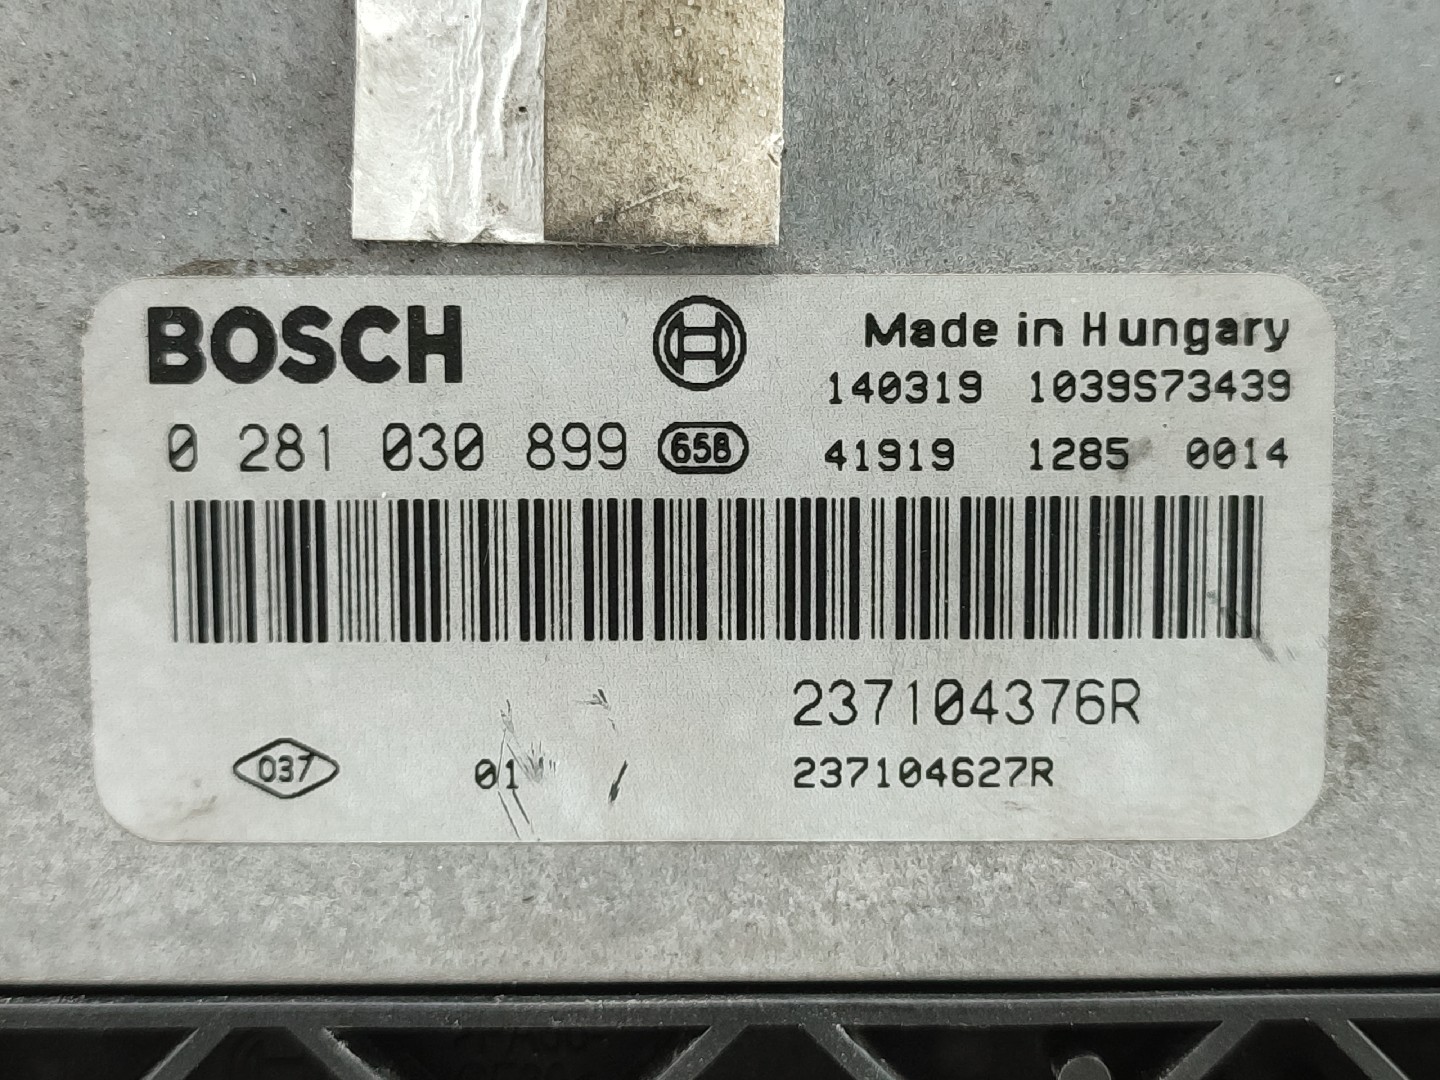 BOSCH
Made in Hungary
140319 1039S73439
0 281 030 899 658 41919 1285 0014
237104376R
037 01 237104627R